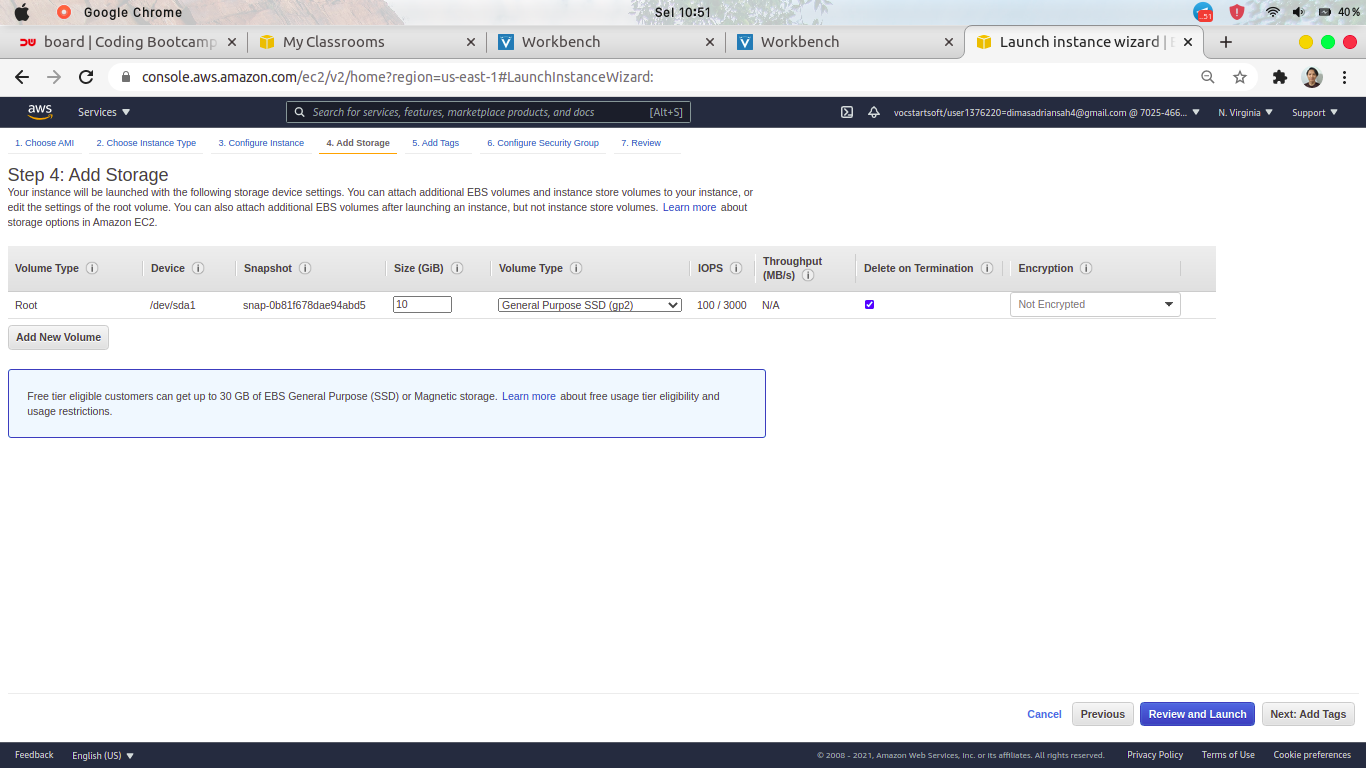 Google Chrome
Sel 10:51
51
40 %
board | Coding Bootcamp
My Classrooms
Workbench
Workbench
Launch instance wizard |
console.aws.amazon.com/ec2/v2/home?region=us-east-1#LaunchInstanceWizard:
aws
Services
Search for services, features, marketplace products, and docs
[Alt+S]
vocstartsoft/user1376220=dimasadriansah4@gmail.com @ 7025-466...
N. Virginia
Support
1. Choose AMI
2. Choose Instance Type
3. Configure Instance
4. Add Storage
5. Add Tags
6. Configure Security Group
7. Review
Step 4: Add Storage
Your instance will be launched with the following storage device settings. You can attach additional EBS volumes and instance store volumes to your instance, or
edit the settings of the root volume. You can also attach additional EBS volumes after launching an instance, but not instance store volumes. Learn more about
storage options in Amazon EC2.
Volume Type
Device
Snapshot
Size (GiB)
Volume Type
IOPS
Throughput
(MB/s)
Delete on Termination
Encryption
Root
/dev/sda1
snap-0b81f678dae94abd5
10
General Purpose SSD (gp2)
100 / 3000
N/A
Not Encrypted
Add New Volume
Free tier eligible customers can get up to 30 GB of EBS General Purpose (SSD) or Magnetic storage. Learn more about free usage tier eligibility and
usage restrictions.
Cancel
Previous
Review and Launch
Next: Add Tags
Feedback
English (US)
© 2008 - 2021, Amazon Web Services, Inc. or its affiliates. All rights reserved.
Privacy Policy
Terms of Use
Cookie preferences